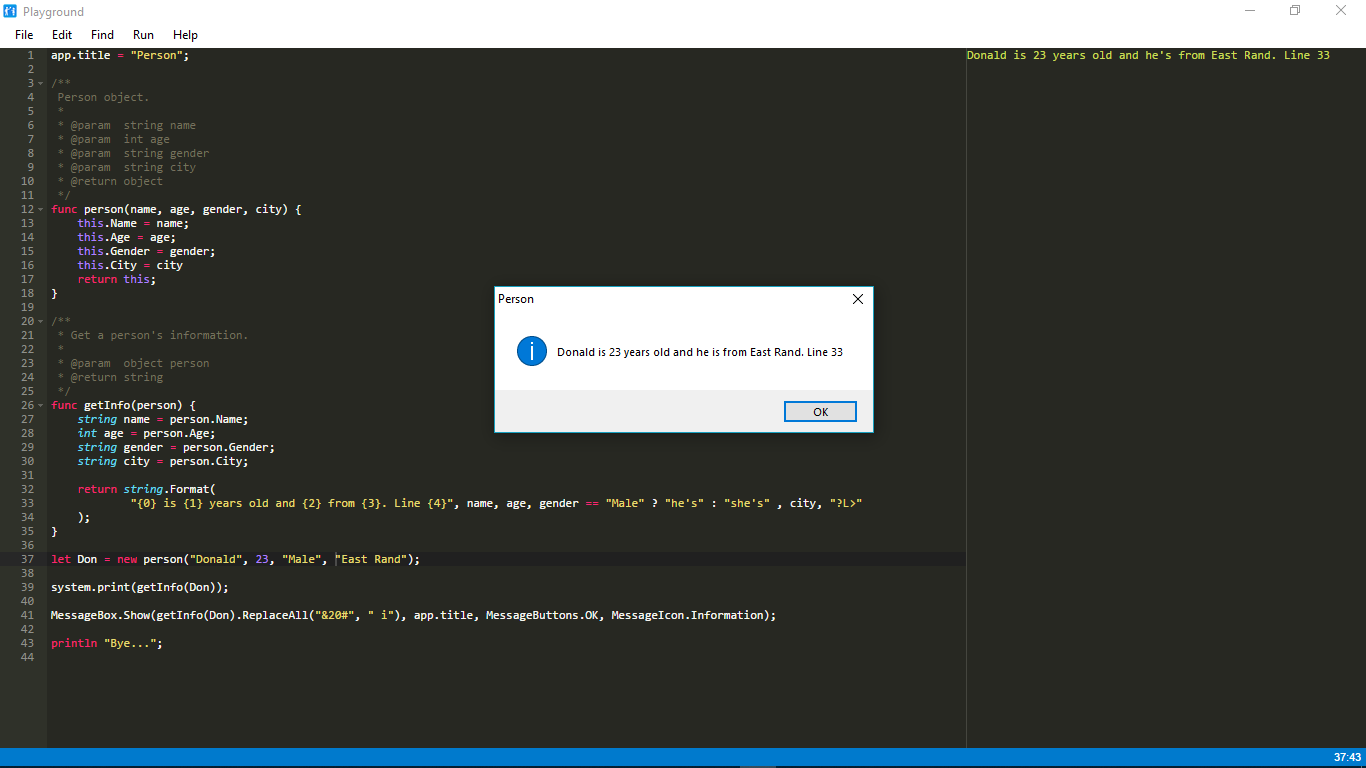 Playground
File Edit Find Run Help
1 app.title = "Person";
2
3 /**
4 Person object.
5 *
6 * @param string name
7 * @param int age
8 * @param string gender
9 * @param string city
10 * @return object
11 */
12 func person(name, age, gender, city) {
13 this.Name = name;
14 this.Age = age;
15 this.Gender = gender;
16 this.City = city
17 return this;
18 }
19
20 /**
21 * Get a person's information.
22 *
23 * @param object person
24 * @return string
25 */
26 func getInfo(person) {
27 string name = person.Name;
28 int age = person.Age;
29 string gender = person.Gender;
30 string city = person.City;
31
32 return string.Format(
33 "{0} is {1} years old and {2} from {3}. Line {4}", name, age, gender == "Male" ? "he's" : "she's" , city, "?L>"
34 );
35 }
36
37 let Don = new person("Donald", 23, "Male", "East Rand");
38
39 system.print(getInfo(Don));
40
41 MessageBox.Show(getInfo(Don).ReplaceAll("&20#", " i"), app.title, MessageButtons.OK, MessageIcon.Information);
42
43 println "Bye...";
44
Donald is 23 years old and he's from East Rand. Line 33
Person
Donald is 23 years old and he is from East Rand. Line 33
OK
37:43